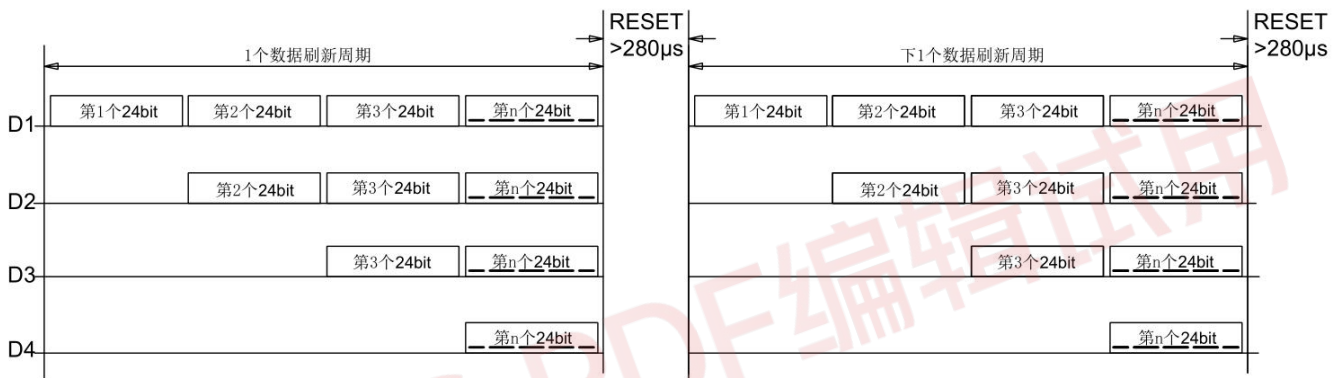 RESET
>280μs
RESET
>280μs
1个数据刷新周期
下1个数据刷新周期
D1 第1个24bit 第2个24bit 第3个24bit 第n个24bit 第1个24bit 第2个24bit 第3个24bit 第n个24bit
D2 第2个24bit 第3个24bit 第n个24bit 第2个24bit 第3个24bit 第n个24bit
D3 第3个24bit 第n个24bit 第3个24bit 第n个24bit
D4 第n个24bit 第n个24bit
PDF编辑试用